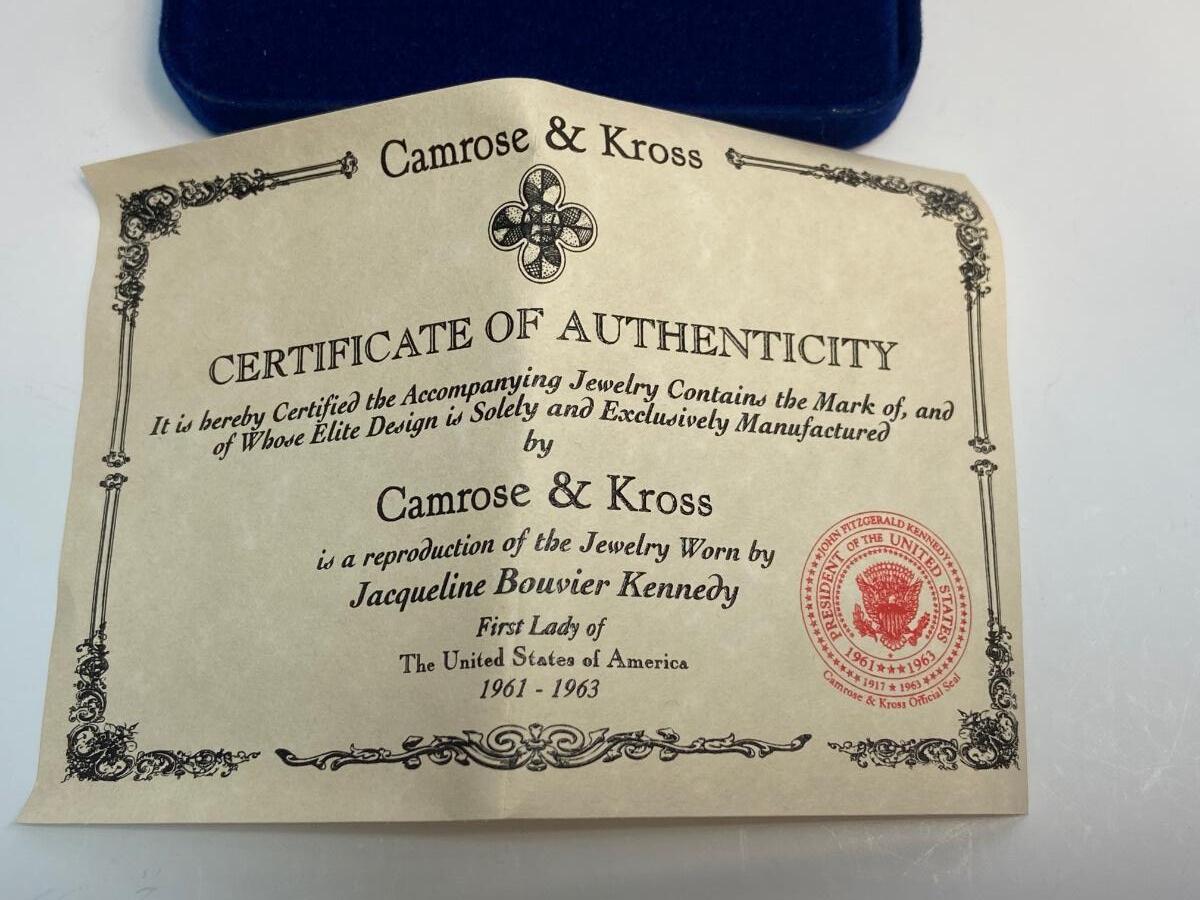 Camrose & Kross
CERTIFICATE OF AUTHENTICITY
It is hereby Certified the Accompanying Jewelry Contains the Mark of, and
of Whose Elite Design is Solely and Exclusively Manufactured
by
Camrose & Kross
is a reproduction of the Jewelry Worn by
Jacqueline Bouvier Kennedy
First Lady of
The United States of America
1961 - 1963
JOHN FITZGERALD KENNEDY
PRESIDENT OF THE UNITED STATES
1961 ★★★ 1963
1917 ★ 1963
Camrose & Kross Official Seal